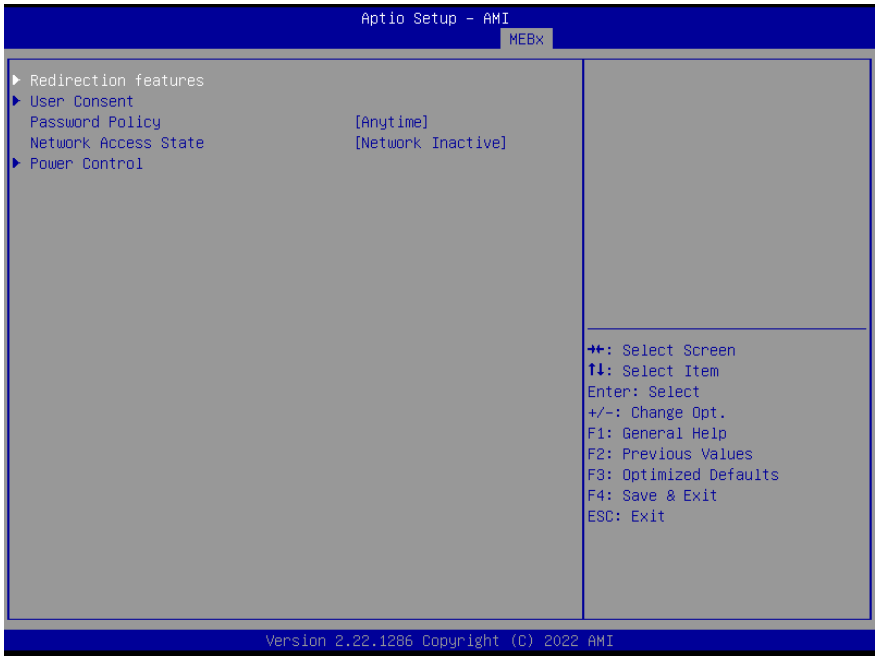 Aptio Setup – AMI
MEBx
▶ Redirection features
▶ User Consent
Password Policy [Anytime]
Network Access State [Network Inactive]
▶ Power Control
→←: Select Screen
↑↓: Select Item
Enter: Select
+/-: Change Opt.
F1: General Help
F2: Previous Values
F3: Optimized Defaults
F4: Save & Exit
ESC: Exit
Version 2.22.1286 Copyright (C) 2022 AMI